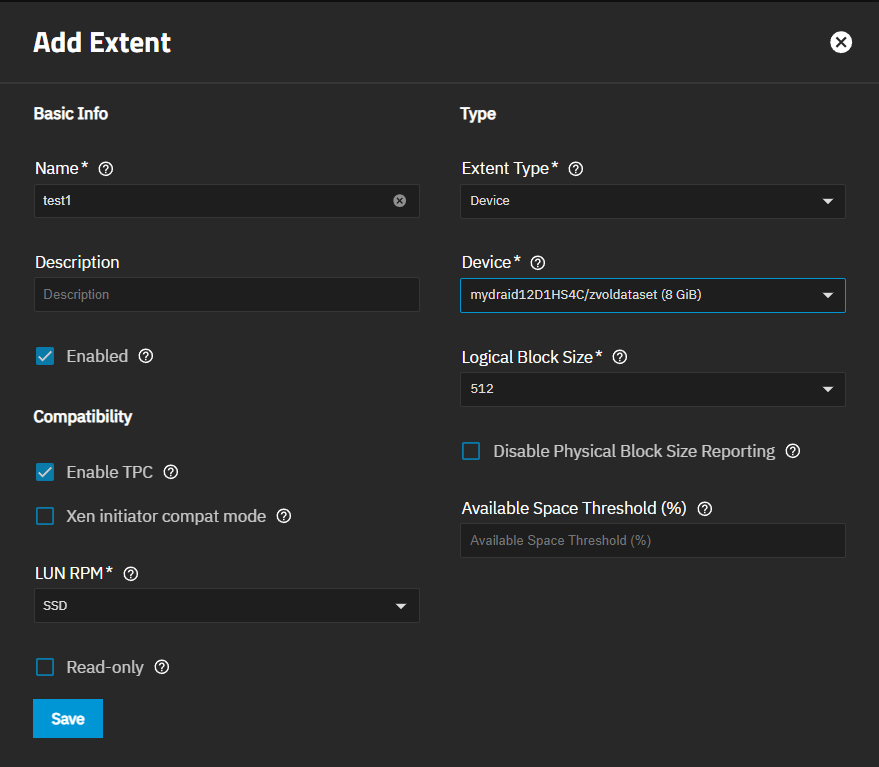 Add Extent
Basic Info
Name*
test1
Description
Description
Enabled
Compatibility
Enable TPC
Xen initiator compat mode
LUN RPM*
SSD
Read-only
Save
Type
Extent Type*
Device
Device*
mydraid12D1HS4C/zvoldataset (8 GiB)
Logical Block Size*
512
Disable Physical Block Size Reporting
Available Space Threshold (%)
Available Space Threshold (%)